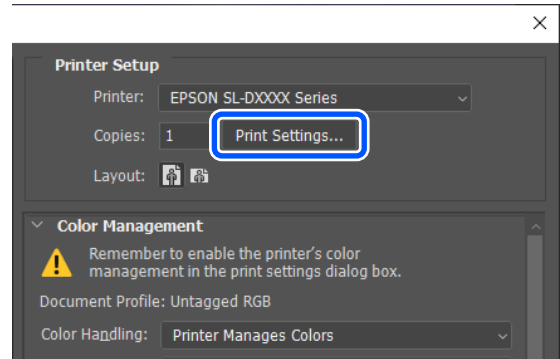 Printer Setup
Printer: EPSON SL-DXXXX Series
Copies: 1 Print Settings...
Layout:
Color Management
Remember to enable the printer's color
management in the print settings dialog box.
Document Profile: Untagged RGB
Color Handling: Printer Manages Colors